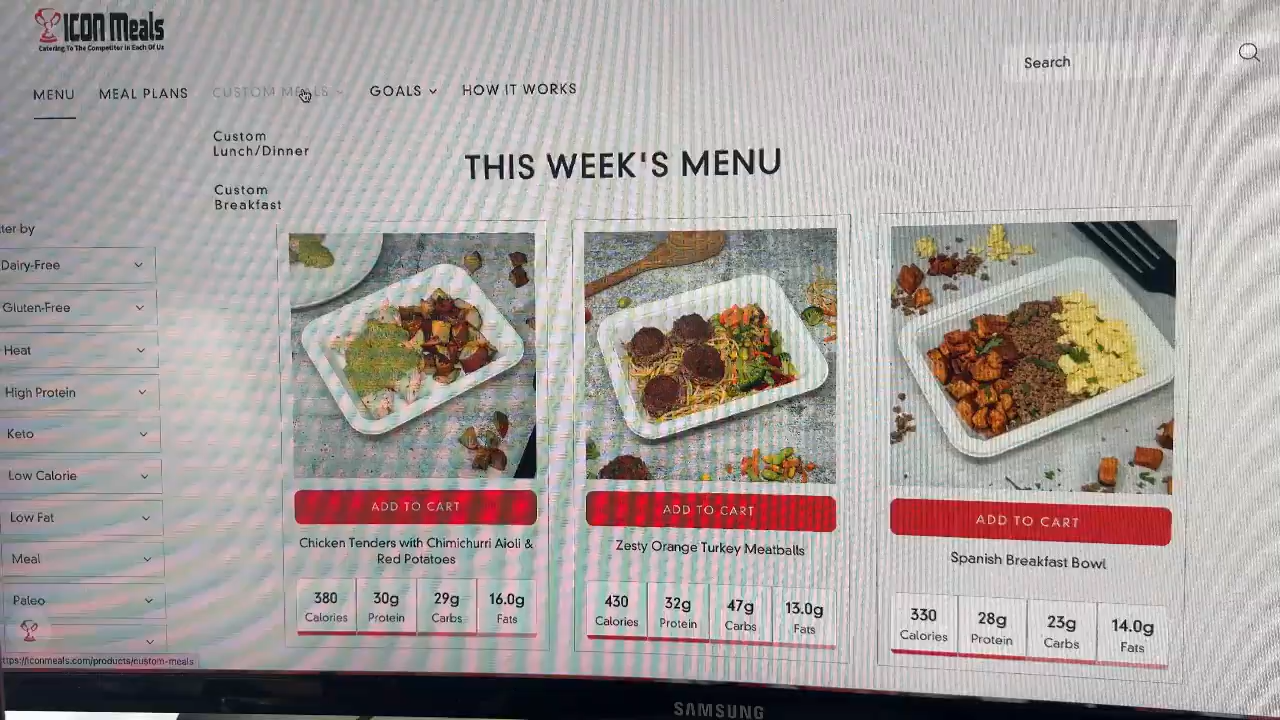 ICON Meals
Catering To The Competitor in Each Of Us
Search
MENU
MEAL PLANS
CUSTOM MEALS
GOALS
HOW IT WORKS
Custom
Lunch/Dinner
Custom
Breakfast
THIS WEEK'S MENU
ter by
Dairy-Free
Gluten-Free
Heat
High Protein
Keto
Low Calorie
Low Fat
Meal
Paleo
ADD TO CART
Chicken Tenders with Chimichurri Aioli &
Red Potatoes
380 30g 29g 16.0g
Calories Protein Carbs Fats
ADD TO CART
Zesty Orange Turkey Meatballs
430 32g 47g 13.0g
Calories Protein Carbs Fats
ADD TO CART
Spanish Breakfast Bowl
330 28g 23g 14.0g
Calories Protein Carbs Fats
ttps://iconmeals.com/products/custom-meals
SAMSUNG